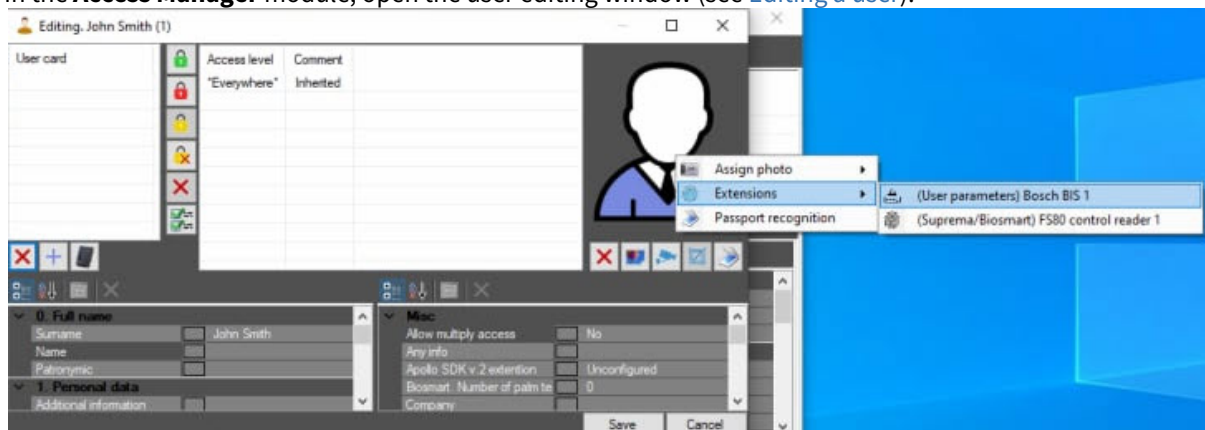 In the Access Manager module, open the user editing window (see Editing a user).
Editing. John Smith (1)
User card
Access level Comment
"Everywhere" Inherited
Assign photo
Extensions
Passport recognition
(User parameters) Bosch BIS 1
(Suprema/Biosmart) FS80 control reader 1
0. Full name
Surname John Smith
Name
Patronymic
1. Personal data
Additional information
Misc
Allow multiply access No
Any info
Apollo SDK v.2 extention Unconfigured
Biosmart. Number of palm te 0
Company
Save Cancel